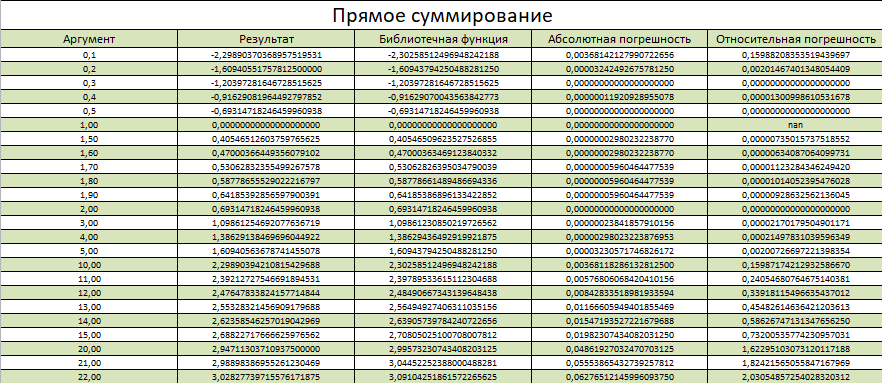 Прямое суммирование
Аргумент Результат Библиотечная функция Абсолютная погрешность Относительная погрешность
0,1 -2,29890370368957519531 -2,30258512496948242188 0,00368142127990722656 0,15988208353519439697
0,2 -1,60940551757812500000 -1,60943794250488281250 0,00003242492675781250 0,00201467401348054409
0,3 -1,20397281646728515625 -1,20397281646728515625 0,00000000000000000000 0,00000000000000000000
0,4 -0,91629081964492797852 -0,91629070043563842773 0,00000011920928955078 0,00001300998610531678
0,5 -0,69314718246459960938 -0,69314718246459960938 0,00000000000000000000 0,00000000000000000000
1,00 0,00000000000000000000 0,00000000000000000000 0,00000000000000000000 nan
1,50 0,40546512603759765625 0,40546509623527526855 0,00000002980232238770 0,00000735015737518552
1,60 0,47000366449356079102 0,47000363469123840332 0,00000002980232238770 0,00000634087064099731
1,70 0,53062832355499267578 0,53062826395034790039 0,00000005960464477539 0,00001123284346249420
1,80 0,58778655529022216797 0,58778661489486694336 0,00000005960464477539 0,00001014052395476028
1,90 0,64185392856597900391 0,64185386896133422852 0,00000005960464477539 0,00000928632562136045
2,00 0,69314718246459960938 0,69314718246459960938 0,00000000000000000000 0,00000000000000000000
3,00 1,09861254692077636719 1,09861230850219726562 0,00000023841857910156 0,00002170179504901171
4,00 1,38629138469696044922 1,38629436492919921875 0,00000298023223876953 0,00021497831039596349
5,00 1,60940563678741455078 1,60943794250488281250 0,00003230571746826172 0,00200726697221398354
10,00 2,29890394210815429688 2,30258512496948242188 0,00368118286132812500 0,15987174212932586670
11,00 2,39212727546691894531 2,39789533615112304688 0,00576806068420410156 0,24054680764675140381
12,00 2,47647833824157714844 2,48490667343139648438 0,00842833518981933594 0,33918115496635437012
13,00 2,55328321456909179688 2,56494927406311035156 0,01166605949401855469 0,45482614636421203613
14,00 2,62358546257019042969 2,63905739784240722656 0,01547193527221679688 0,58626747131347656250
15,00 2,68822717666625976562 2,70805025100708007812 0,01982307434082031250 0,73200535774230957031
20,00 2,94711303710937500000 2,99573230743408203125 0,04861927032470703125 1,62295103073120117188
21,00 2,98898386955261230469 3,04452252388000488281 0,05553865432739257812 1,82421565055847167969
22,00 3,02827739715576171875 3,09104251861572265625 0,06276512145996093750 2,03054857254028320312